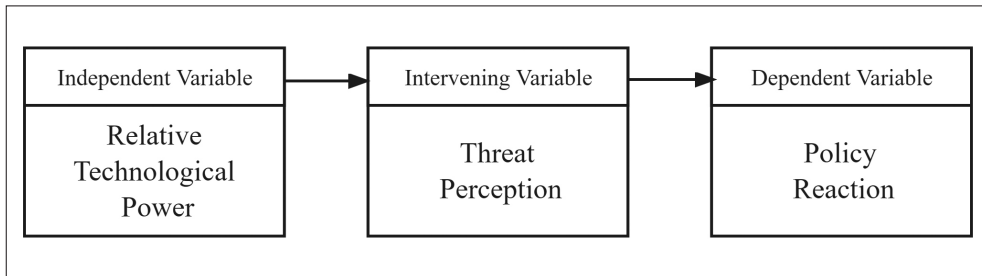 Independent Variable
Relative
Technological
Power
Intervening Variable
Threat
Perception
Dependent Variable
Policy
Reaction